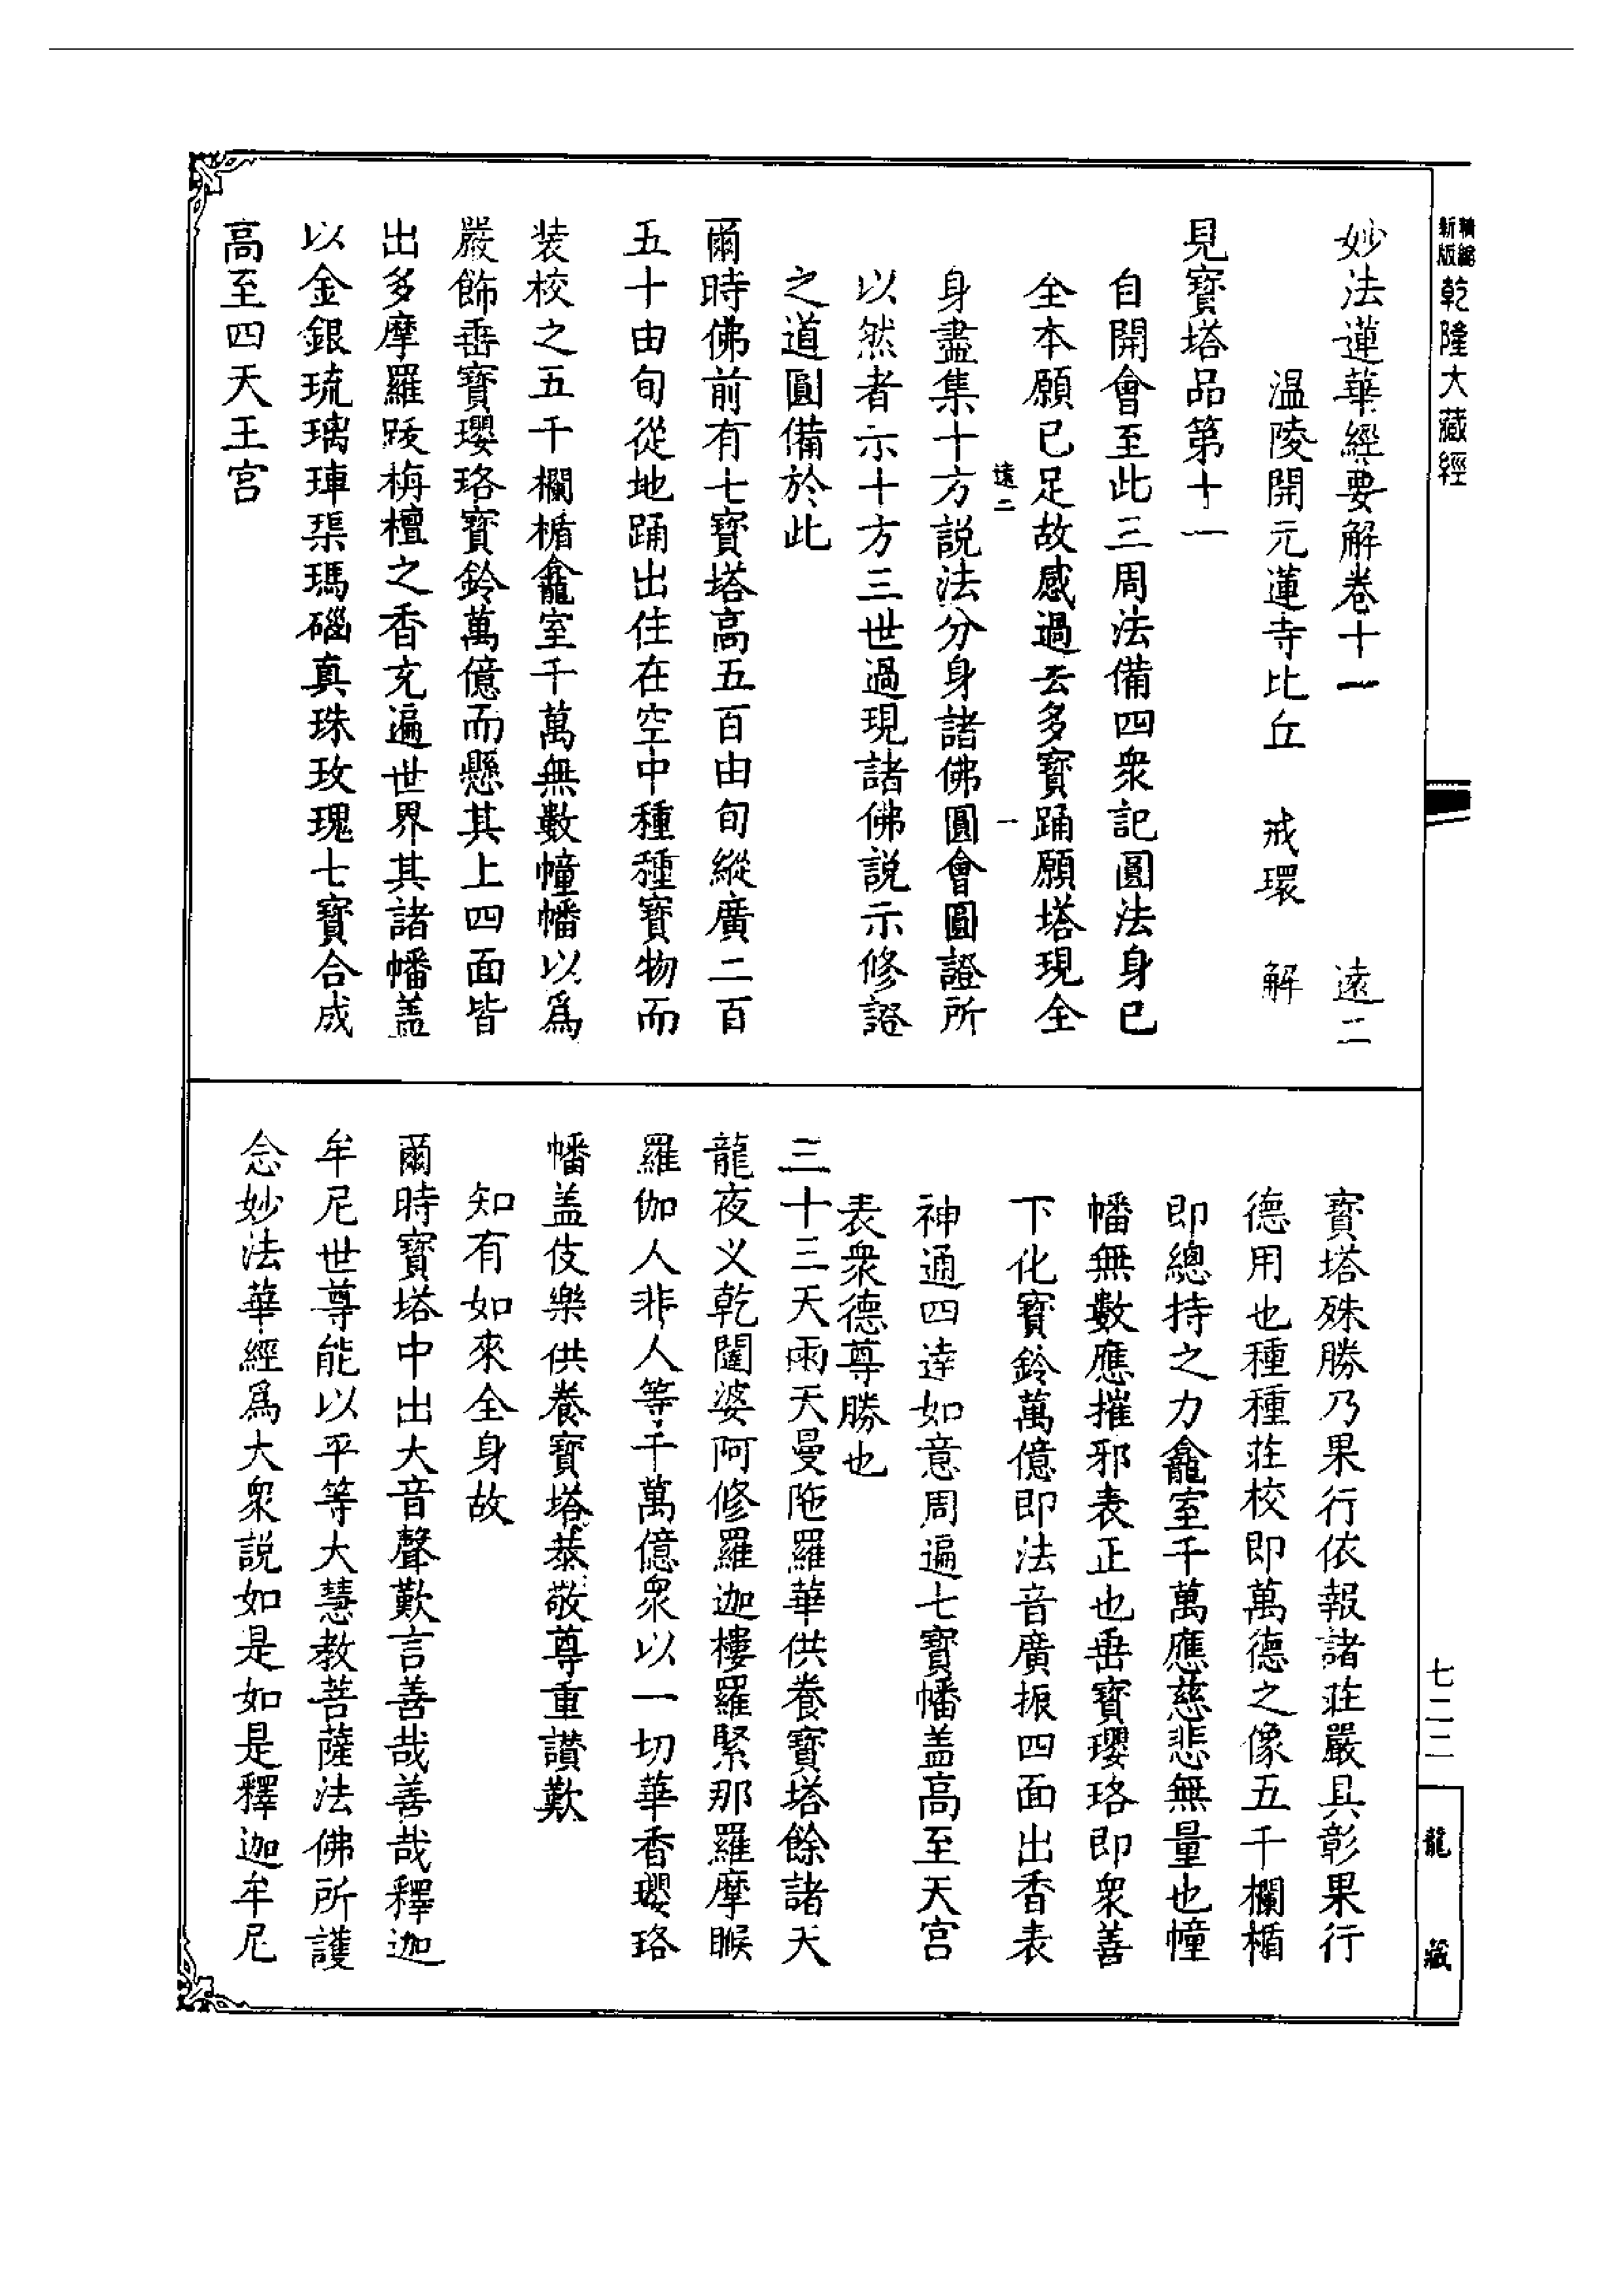 新版精縮
乾隆大藏經
妙法蓮華經要解卷十一 遠二
温陵開元蓮寺比丘 戒環 解
見寶塔品第十一
自開會至此三周法備四衆記圓法身已
全本願已足故感過去多寶踊願塔現全
遠二 一
身盡集十方説法分身諸佛圓會圓證所
以然者示十方三世過現諸佛説示修證
之道圓備於此
爾時佛前有七寶塔高五百由旬縱廣二百
五十由旬從地踊出住在空中種種寶物而
装校之五千欄楯龕室千萬無數幢幡以爲
嚴飾垂寶瓔珞寶鈴萬億而懸其上四面皆
出多摩羅跋栴檀之香充遍世界其諸幡盖
以金銀琉璃硨磲瑪碯真珠玫瑰七寶合成
高至四天王宮
寶塔殊勝乃果行依報諸莊嚴具彰果行
德用也種種莊校即萬德之像五千欄楯
即總持之力龕室千萬應慈悲無量也幢
幡無數應摧邪表正也垂寶瓔珞即衆善
下化寶鈴萬億即法音廣振四面出香表
神通四達如意周遍七寶幡盖高至天宮
表衆德尊勝也
三十三天雨天曼陁羅華供養寶塔餘諸天
龍夜义乾闥婆阿修羅迦樓羅緊那羅摩睺
羅伽人非人等千萬億衆以一切華香瓔珞
幡盖伎樂供養寶塔恭敬尊重讃歎
知有如來全身故
爾時寶塔中出大音聲歎言善哉善哉釋迦
牟尼世尊能以平等大慧教菩薩法佛所護
念妙法華經爲大衆説如是如是釋迦牟尼
七二二
龍藏